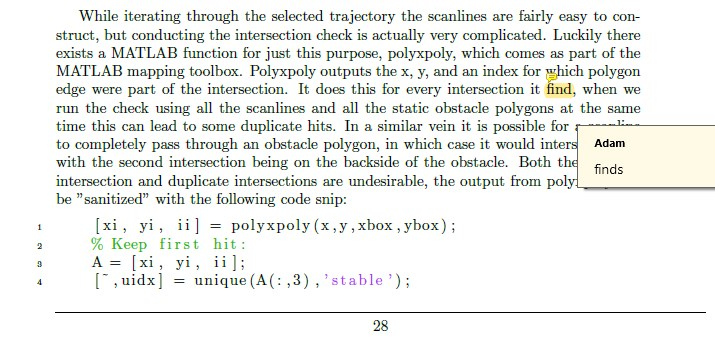 While iterating through the selected trajectory the scanlines are fairly easy to con-
struct, but conducting the intersection check is actually very complicated. Luckily there
exists a MATLAB function for just this purpose, polyxpoly, which comes as part of the
MATLAB mapping toolbox. Polyxpoly outputs the x, y, and an index for which polygon
edge were part of the intersection. It does this for every intersection it find, when we
run the check using all the scanlines and all the static obstacle polygons at the same
time this can lead to some duplicate hits. In a similar vein it is possible for a scanline
to completely pass through an obstacle polygon, in which case it would inters
with the second intersection being on the backside of the obstacle. Both the
intersection and duplicate intersections are undesirable, the output from poly
be "sanitized" with the following code snip:
Adam
finds
1 [xi, yi, ii] = polyxpoly(x,y,xbox,ybox);
2 % Keep first hit:
3 A = [xi, yi, ii];
4 [~,uidx] = unique(A(:,3),'stable');
28